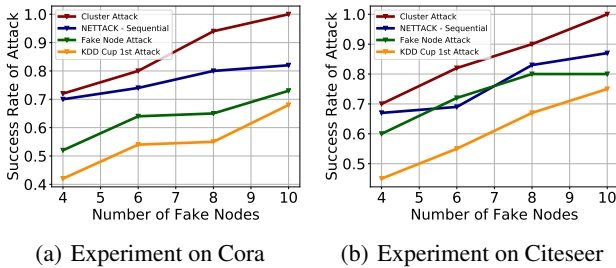 Cluster Attack
NETTACK - Sequential
Fake Node Attack
KDD Cup 1st Attack
Success Rate of Attack
1.0
0.9
0.8
0.7
0.6
0.5
0.4
4 5 6 7 8 9 10
Number of Fake Nodes
(a) Experiment on Cora
Cluster Attack
NETTACK - Sequential
Fake Node Attack
KDD Cup 1st Attack
Success Rate of Attack
1.0
0.9
0.8
0.7
0.6
0.5
4 5 6 7 8 9 10
Number of Fake Nodes
(b) Experiment on Citeseer